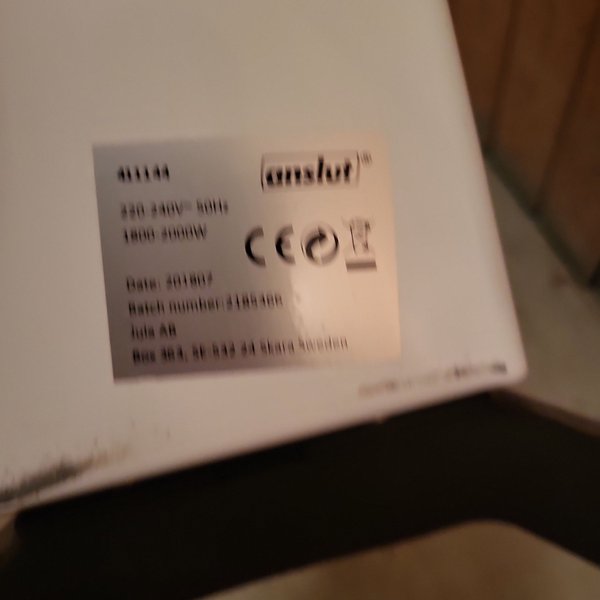 anslut®
220-240V~ 50Hz
1800-2000W
CE
Date: 201807
Batch number:
Jula AB
Box 363, SE-532 24 Skara Sweden